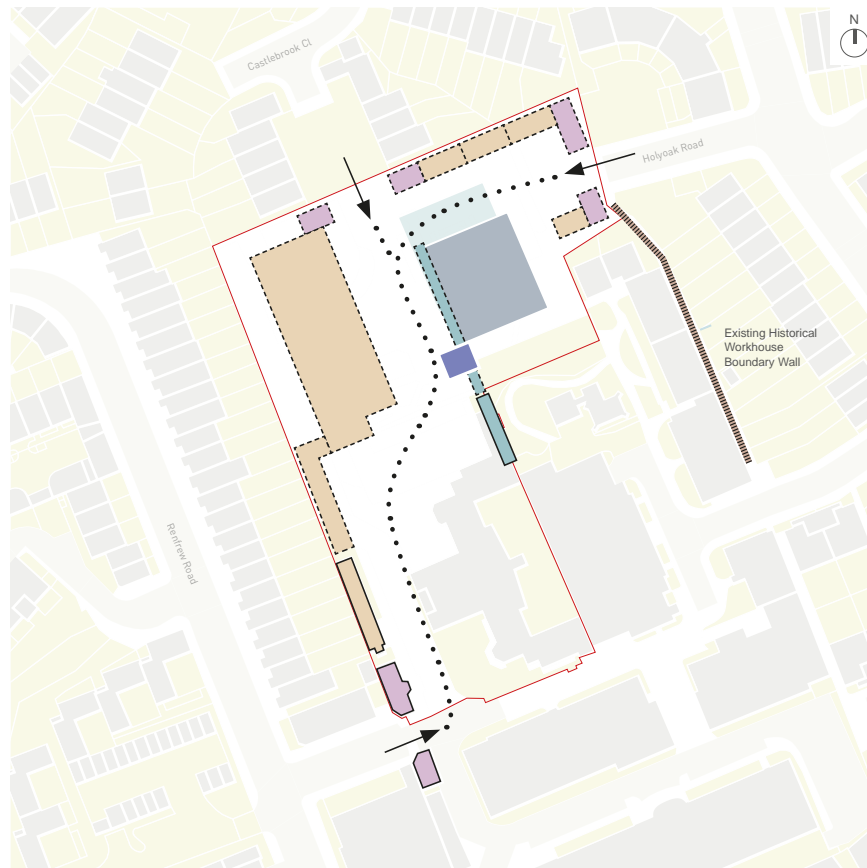 N
Castlebrook Cl
Holyoak Road
Existing Historical
Workhouse
Boundary Wall
Renfrew Road